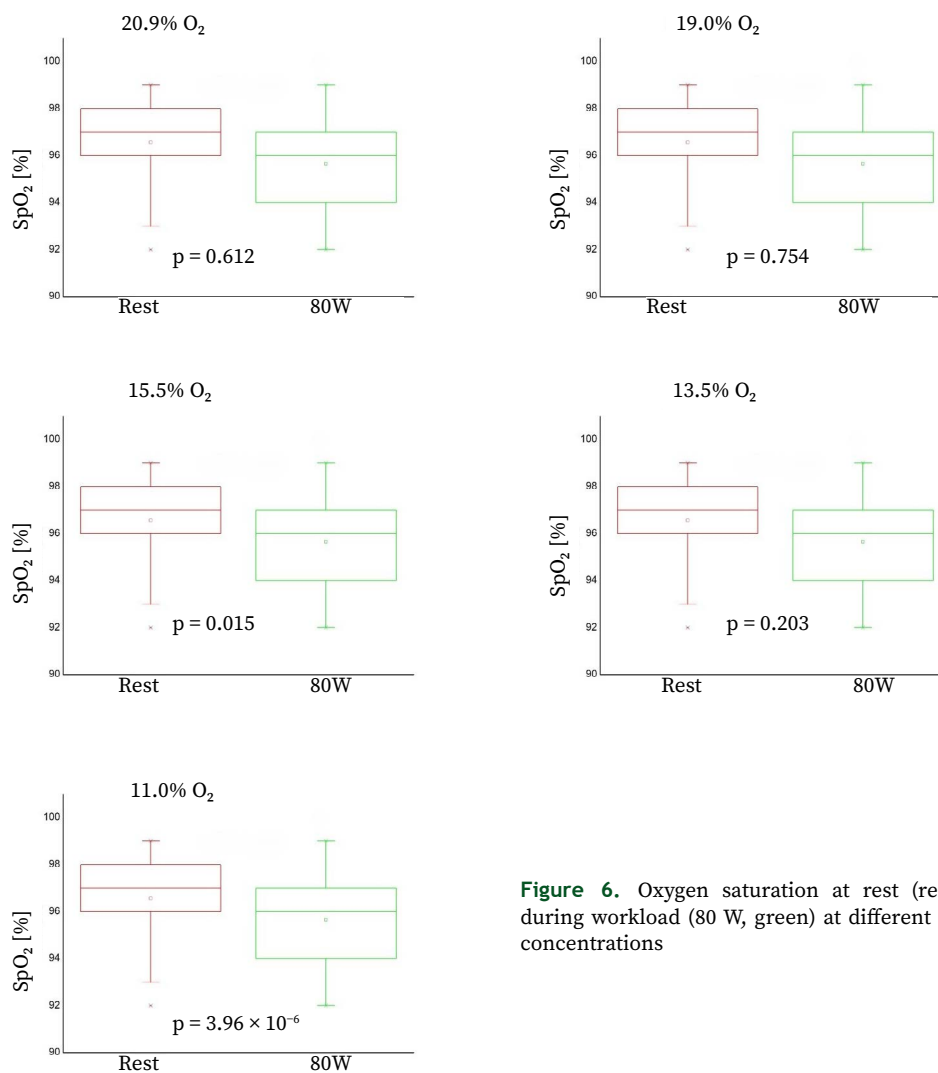 20.9% O₂
100
98
96
94
92
90
SpO₂ [%]
p = 0.612
Rest 80W
19.0% O₂
100
98
96
94
92
90
SpO₂ [%]
p = 0.754
Rest 80W
15.5% O₂
100
98
96
94
92
90
SpO₂ [%]
p = 0.015
Rest 80W
13.5% O₂
100
98
96
94
92
90
SpO₂ [%]
p = 0.203
Rest 80W
11.0% O₂
100
98
96
94
92
90
SpO₂ [%]
p = 3.96 × 10⁻⁶
Rest 80W
Figure 6. Oxygen saturation at rest (re
during workload (80 W, green) at different
concentrations